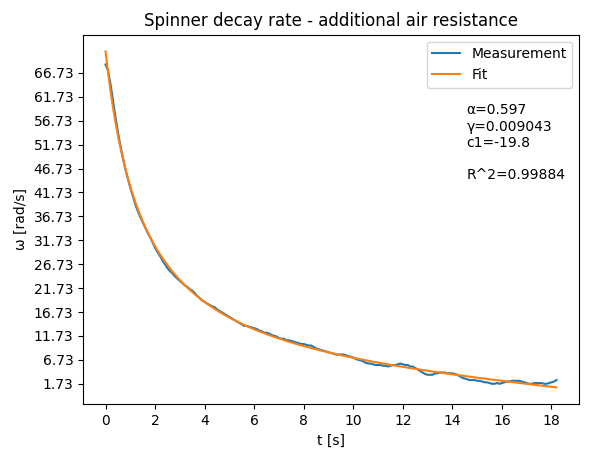 Spinner decay rate - additional air resistance
Measurement
Fit
α=0.597
γ=0.009043
c1=-19.8
R^2=0.99884
ω [rad/s]
66.73
61.73
56.73
51.73
46.73
41.73
36.73
31.73
26.73
21.73
16.73
11.73
6.73
1.73
0 2 4 6 8 10 12 14 16 18
t [s]